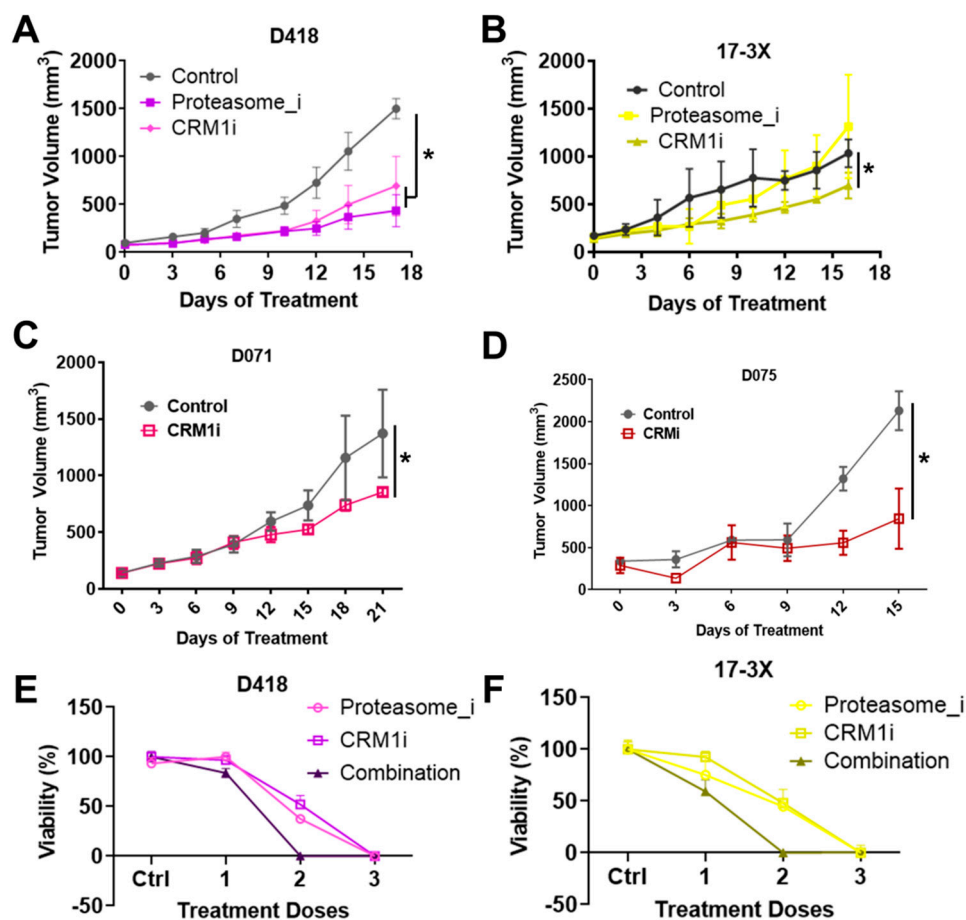 A
D418
Tumor Volume (mm3)
2000
1500
1000
500
0
Control
Proteasome_i
CRM1i
*
0 3 6 9 12 15 18
Days of Treatment
B
17-3X
Tumor Volume (mm3)
2000
1500
1000
500
0
Control
Proteasome_i
CRM1i
*
0 3 6 9 12 15 18
Days of Treatment
C
D071
Tumor Volume (mm3)
2000
1500
1000
500
0
Control
CRM1i
*
0 3 6 9 12 15 18 21
Days of Treatment
D
D075
Tumor Volume (mm3)
2500
2000
1500
1000
500
0
Control
CRMi
*
0 3 6 9 12 15
Days of Treatment
E
D418
Viability (%)
150
100
50
0
-50
Proteasome_i
CRM1i
Combination
Ctrl 1 2 3
Treatment Doses
F
17-3X
Viability (%)
150
100
50
0
-50
Proteasome_i
CRM1i
Combination
Ctrl 1 2 3
Treatment Doses